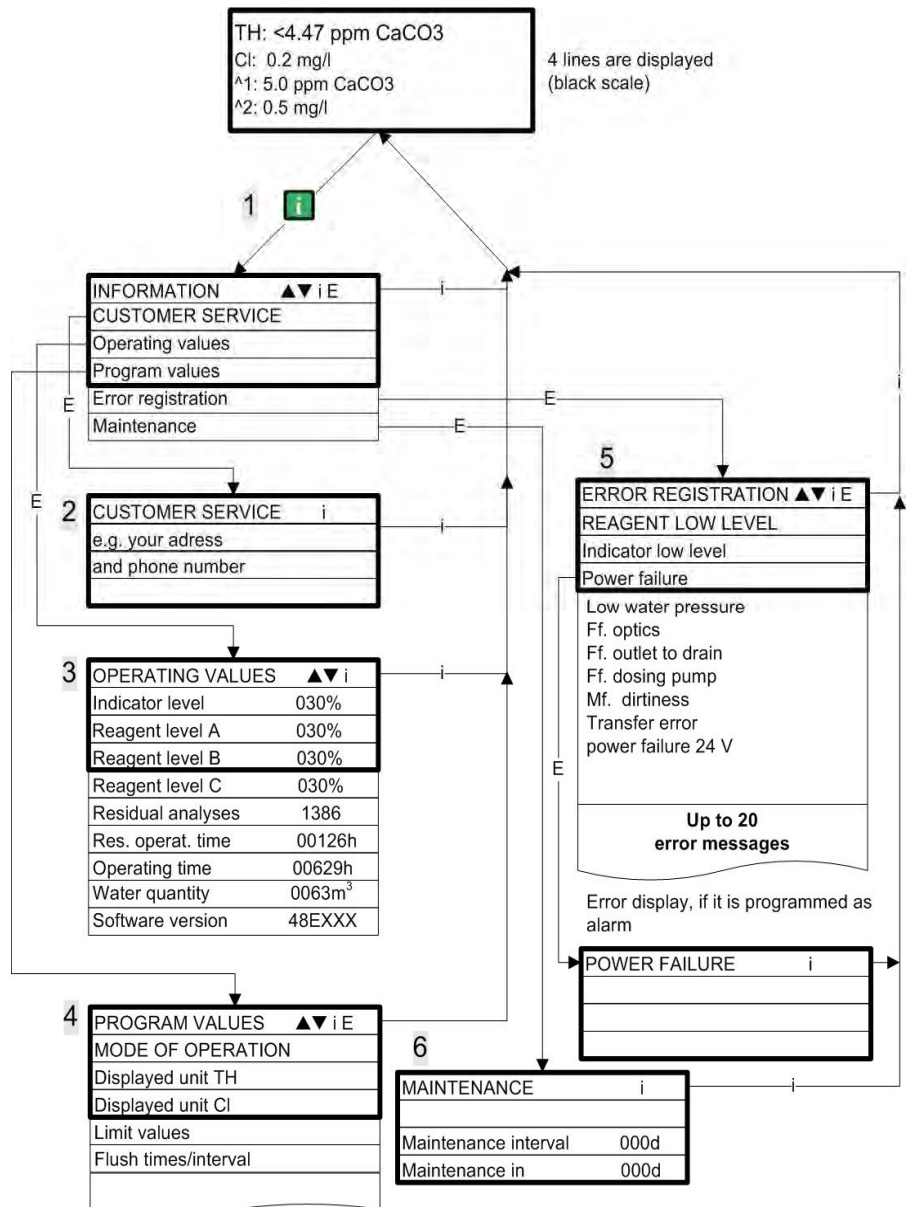 TH: <4.47 ppm CaCO3
Cl: 0.2 mg/l
^1: 5.0 ppm CaCO3
^2: 0.5 mg/l
4 lines are displayed
(black scale)
1 i
INFORMATION ▲▼ i E
CUSTOMER SERVICE
Operating values
Program values
Error registration
Maintenance
i
E
E
E
E
i
2
CUSTOMER SERVICE i
e.g. your adress
and phone number
i
3
OPERATING VALUES ▲▼ i
Indicator level 030%
Reagent level A 030%
Reagent level B 030%
Reagent level C 030%
Residual analyses 1386
Res. operat. time 00126h
Operating time 00629h
Water quantity 0063m³
Software version 48EXXX
i
4
PROGRAM VALUES ▲▼ i E
MODE OF OPERATION
Displayed unit TH
Displayed unit Cl
Limit values
Flush times/interval
5
ERROR REGISTRATION ▲▼ i E
REAGENT LOW LEVEL
Indicator low level
Power failure
Low water pressure
Ff. optics
Ff. outlet to drain
Ff. dosing pump
Mf. dirtiness
Transfer error
power failure 24 V
E
Up to 20
error messages
Error display, if it is programmed as
alarm
POWER FAILURE i
6
MAINTENANCE i
Maintenance interval 000d
Maintenance in 000d
i